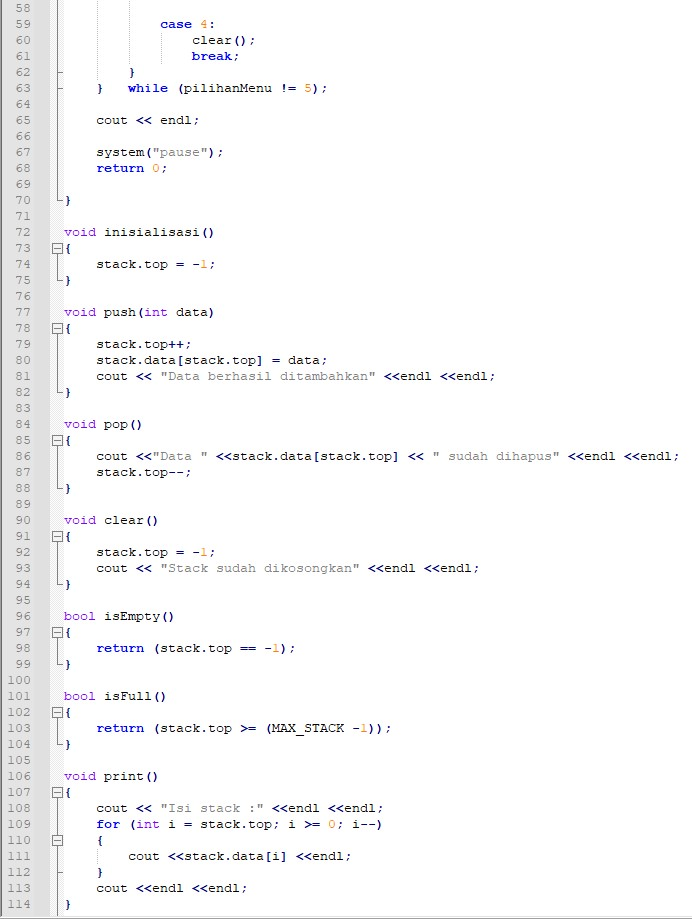 58
59 case 4:
60 clear();
61 break;
62 }
63 } while (pilihanMenu != 5);
64
65 cout << endl;
66
67 system("pause");
68 return 0;
69
70 }
71
72 void inisialisasi()
73 {
74 stack.top = -1;
75 }
76
77 void push(int data)
78 {
79 stack.top++;
80 stack.data[stack.top] = data;
81 cout << "Data berhasil ditambahkan" <<endl <<endl;
82 }
83
84 void pop()
85 {
86 cout <<"Data " <<stack.data[stack.top] << " sudah dihapus" <<endl <<endl;
87 stack.top--;
88 }
89
90 void clear()
91 {
92 stack.top = -1;
93 cout << "Stack sudah dikosongkan" <<endl <<endl;
94 }
95
96 bool isEmpty()
97 {
98 return (stack.top == -1);
99 }
100
101 bool isFull()
102 {
103 return (stack.top >= (MAX_STACK -1));
104 }
105
106 void print()
107 {
108 cout << "Isi stack :" <<endl <<endl;
109 for (int i = stack.top; i >= 0; i--)
110 {
111 cout <<stack.data[i] <<endl;
112 }
113 cout <<endl <<endl;
114 }